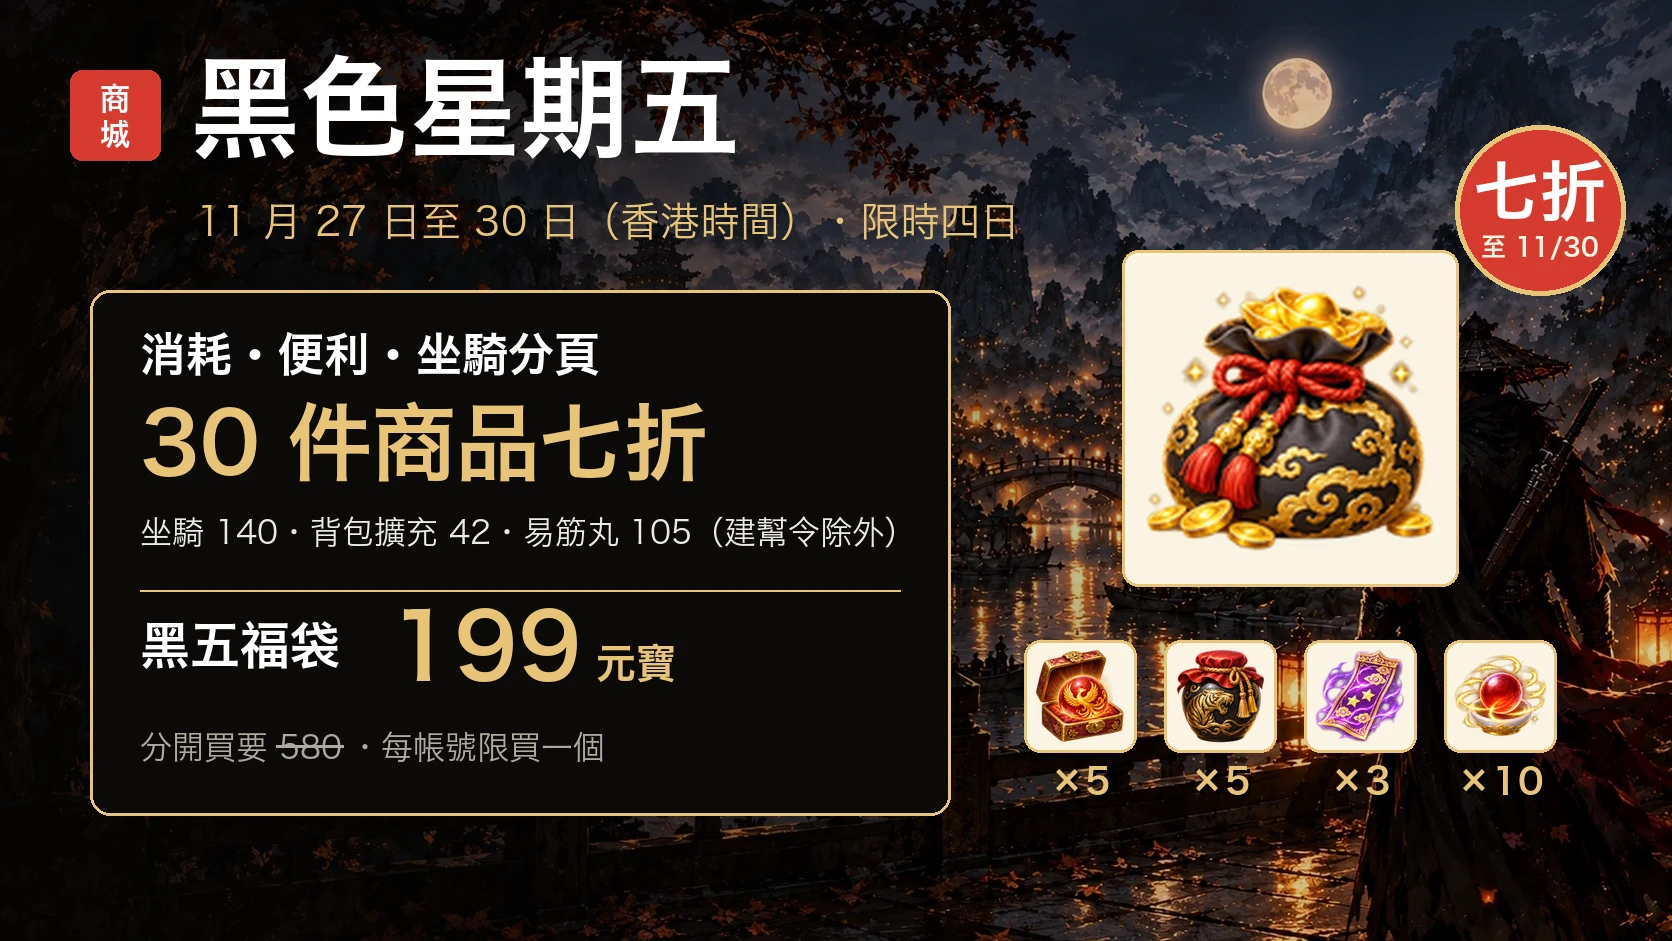 商城
黑色星期五
11 月 27 日至 30 日（香港時間）・限時四日
七折
至 11/30
消耗・便利・坐騎分頁
30 件商品七折
坐騎 140・背包擴充 42・易筋丸 105（建幫令除外）
黑五福袋 199 元寶
分開買要 580 ・每帳號限買一個
×5 ×5 ×3 ×10